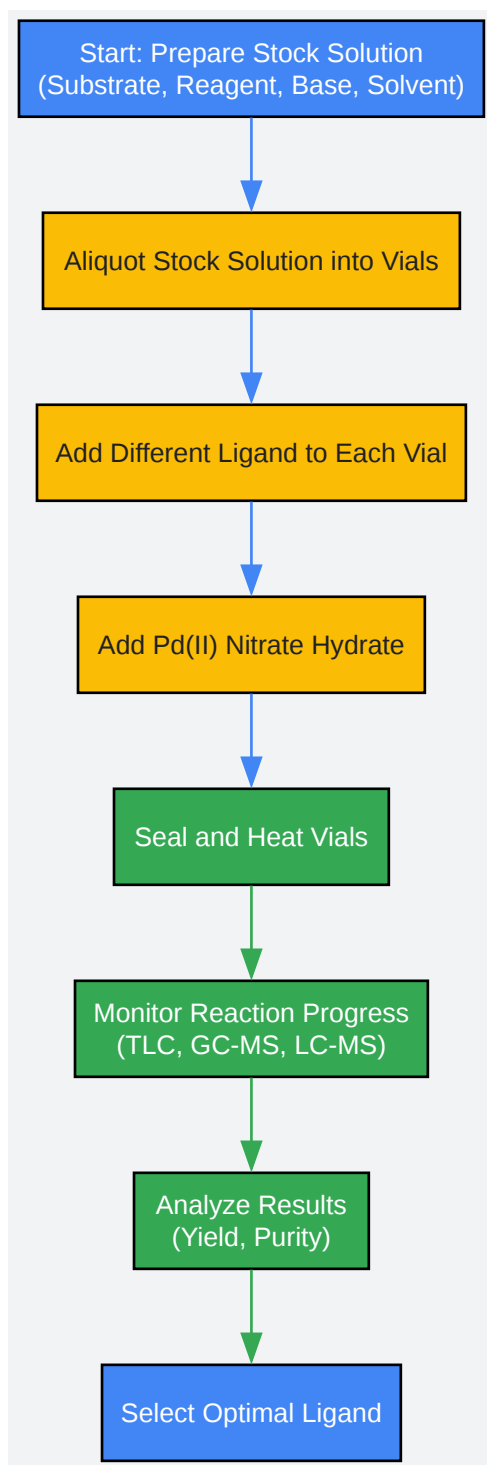 Start: Prepare Stock Solution
(Substrate, Reagent, Base, Solvent)
Aliquot Stock Solution into Vials
Add Different Ligand to Each Vial
Add Pd(II) Nitrate Hydrate
Seal and Heat Vials
Monitor Reaction Progress
(TLC, GC-MS, LC-MS)
Analyze Results
(Yield, Purity)
Select Optimal Ligand